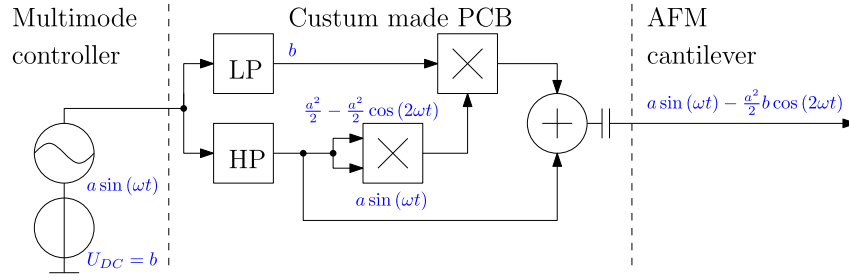 Multimode
controller
Custum made PCB
AFM
cantilever
LP
b
a²/2 − a²/2 cos (2ωt)
HP
a sin (ωt)
a sin (ωt) − a²/2 b cos (2ωt)
a sin (ωt)
U_DC = b